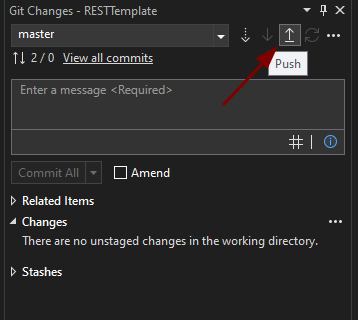 Git Changes - RESTTemplate
master
2 / 0 View all commits
Push
Enter a message <Required>
Commit All Amend
Related Items
Changes
There are no unstaged changes in the working directory.
Stashes